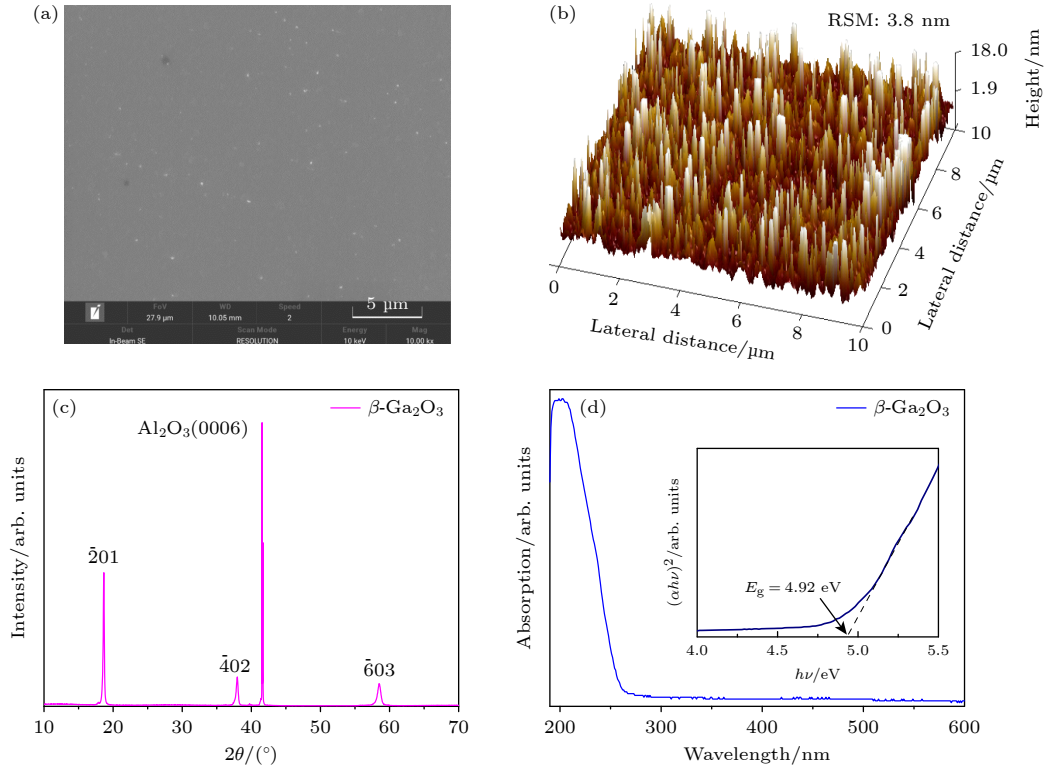 (a)
FoV
WD
Speed
27.9 µm
10.05 mm
2
5 µm
Det
Scan Mode
Energy
Mag
In-Beam SE
RESOLUTION
10 keV
10.00 kx
(b)
RSM: 3.8 nm
18.0
1.9
Height/nm
10
8
6
4
2
0
Lateral distance/µm
0
2
4
6
8
10
Lateral distance/µm
(c)
β-Ga₂O₃
Al₂O₃(0006)
2̄01
4̄02
6̄03
Intensity/arb. units
10
20
30
40
50
60
70
2θ/(°)
(d)
β-Ga₂O₃
Absorption/arb. units
(αhν)²/arb. units
E_g = 4.92 eV
4.0
4.5
5.0
5.5
hν/eV
200
300
400
500
600
Wavelength/nm